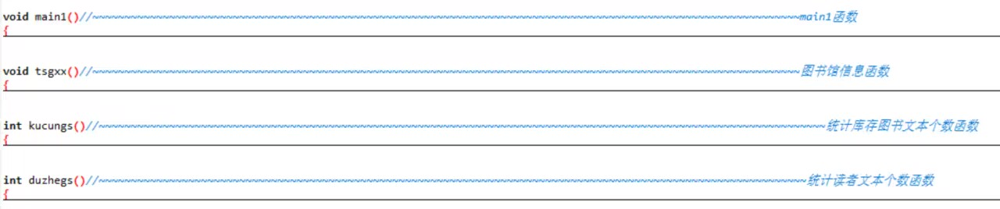 void main1()//~~~~~~~~~~~~~~~~~~~~~~~~~~~~~~~~~~~~~~~~~~~~~~~~~~~~~~~~~~~~~~~~~~~~~~~~~~~~~~~~~~~~~~~~~~~~~~~~~~~~~~~~~~~~~~~~main1函数
{
void tsgxx()//~~~~~~~~~~~~~~~~~~~~~~~~~~~~~~~~~~~~~~~~~~~~~~~~~~~~~~~~~~~~~~~~~~~~~~~~~~~~~~~~~~~~~~~~~~~~~~~~~~~~~~~~~~~~~~~~图书馆信息函数
{
int kucungs()//~~~~~~~~~~~~~~~~~~~~~~~~~~~~~~~~~~~~~~~~~~~~~~~~~~~~~~~~~~~~~~~~~~~~~~~~~~~~~~~~~~~~~~~~~~~~~~~~~~~~~~~~~~~~~~~~~~~统计库存图书文本个数函数
{
int duzhegs()//~~~~~~~~~~~~~~~~~~~~~~~~~~~~~~~~~~~~~~~~~~~~~~~~~~~~~~~~~~~~~~~~~~~~~~~~~~~~~~~~~~~~~~~~~~~~~~~~~~~~~~~~~~~~~~~~统计读者文本个数函数
{